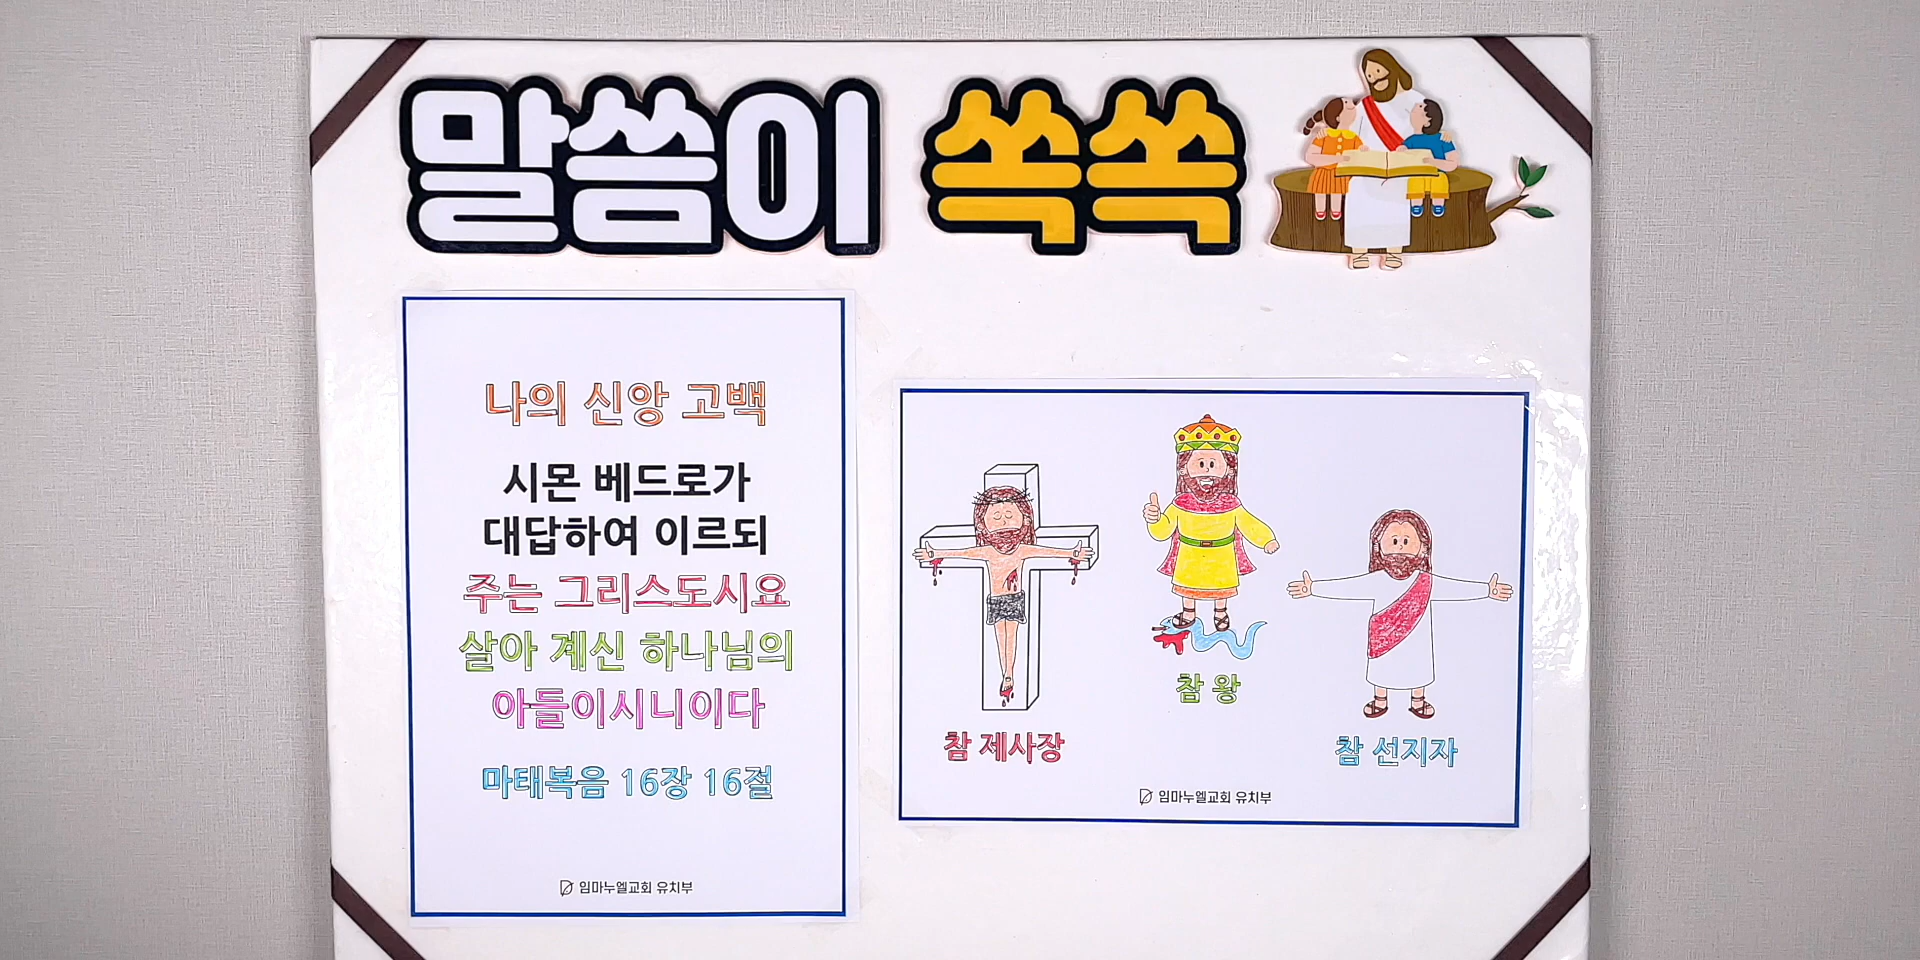 말씀이 쏙쏙
나의 신앙 고백
시몬 베드로가
대답하여 이르되
주는 그리스도시요
살아 계신 하나님의
아들이시니이다
마태복음 16장 16절
임마누엘교회 유치부
참 제사장
참 왕
참 선지자
임마누엘교회 유치부